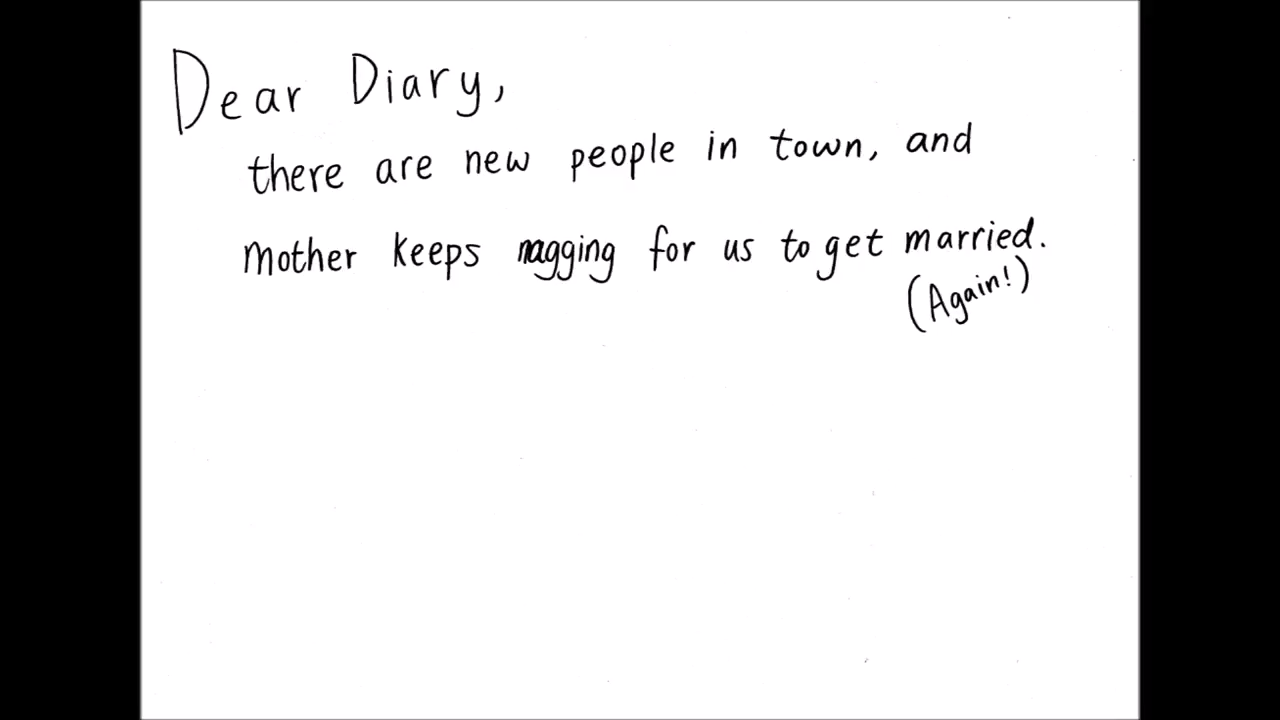 Dear Diary,
there are new people in town, and
mother keeps nagging for us to get married.
(Again!)